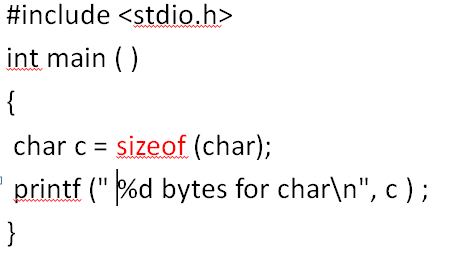 #include <stdio.h>
int main ( )
{
char c = sizeof (char);
printf (" %d bytes for char\n", c ) ;
}